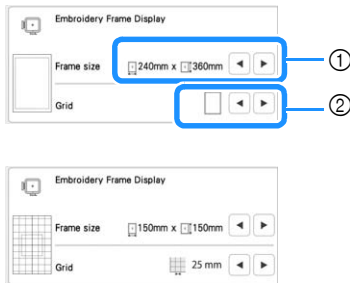 Embroidery Frame Display
Frame size 240mm x 360mm ①
Grid ②
Embroidery Frame Display
Frame size 150mm x 150mm
Grid 25 mm